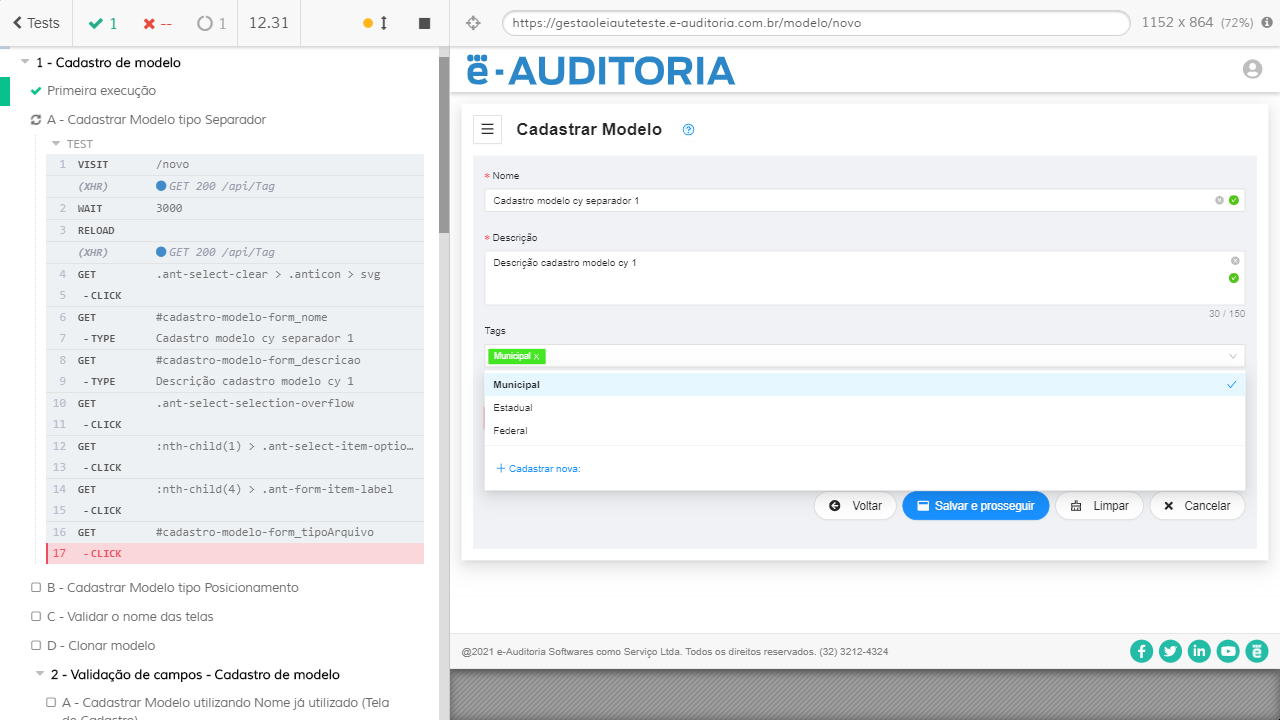 Tests
1
--
1
12.31
https://gestaoleiauteteste.e-auditoria.com.br/modelo/novo
1152 x 864 (72%)
1 - Cadastro de modelo
Primeira execução
A - Cadastrar Modelo tipo Separador
TEST
1 VISIT /novo
(XHR) GET 200 /api/Tag
2 WAIT 3000
3 RELOAD
(XHR) GET 200 /api/Tag
4 GET .ant-select-clear > .anticon > svg
5 -CLICK
6 GET #cadastro-modelo-form_nome
7 -TYPE Cadastro modelo cy separador 1
8 GET #cadastro-modelo-form_descricao
9 -TYPE Descrição cadastro modelo cy 1
10 GET .ant-select-selection-overflow
11 -CLICK
12 GET :nth-child(1) > .ant-select-item-optio…
13 -CLICK
14 GET :nth-child(4) > .ant-form-item-label
15 -CLICK
16 GET #cadastro-modelo-form_tipoArquivo
17 -CLICK
B - Cadastrar Modelo tipo Posicionamento
C - Validar o nome das telas
D - Clonar modelo
2 - Validação de campos - Cadastro de modelo
A - Cadastrar Modelo utilizando Nome já utilizado (Tela
de Cadastro)
ë-AUDITORIA
Cadastrar Modelo
* Nome
Cadastro modelo cy separador 1
* Descrição
Descrição cadastro modelo cy 1
30 / 150
Tags
Municipal
Municipal
Estadual
Federal
+ Cadastrar nova:
Voltar
Salvar e prosseguir
Limpar
Cancelar
@2021 e-Auditoria Softwares como Serviço Ltda. Todos os direitos reservados. (32) 3212-4324